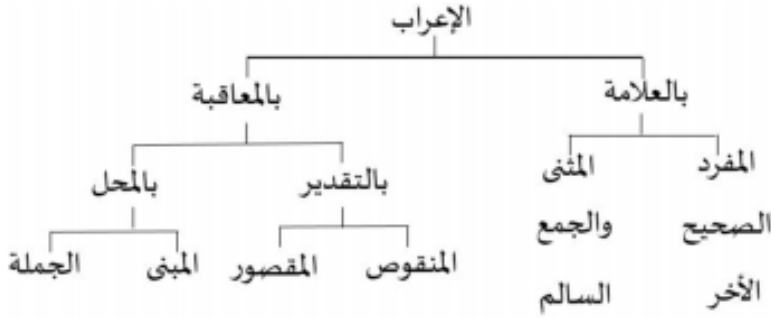 الإعراب
بالعلامة بالمعاقبة
المفرد المثنى بالتقدير بالمحل
الصحيح والجمع
المنقوص المقصور المبنى الجملة
الأخر السالم